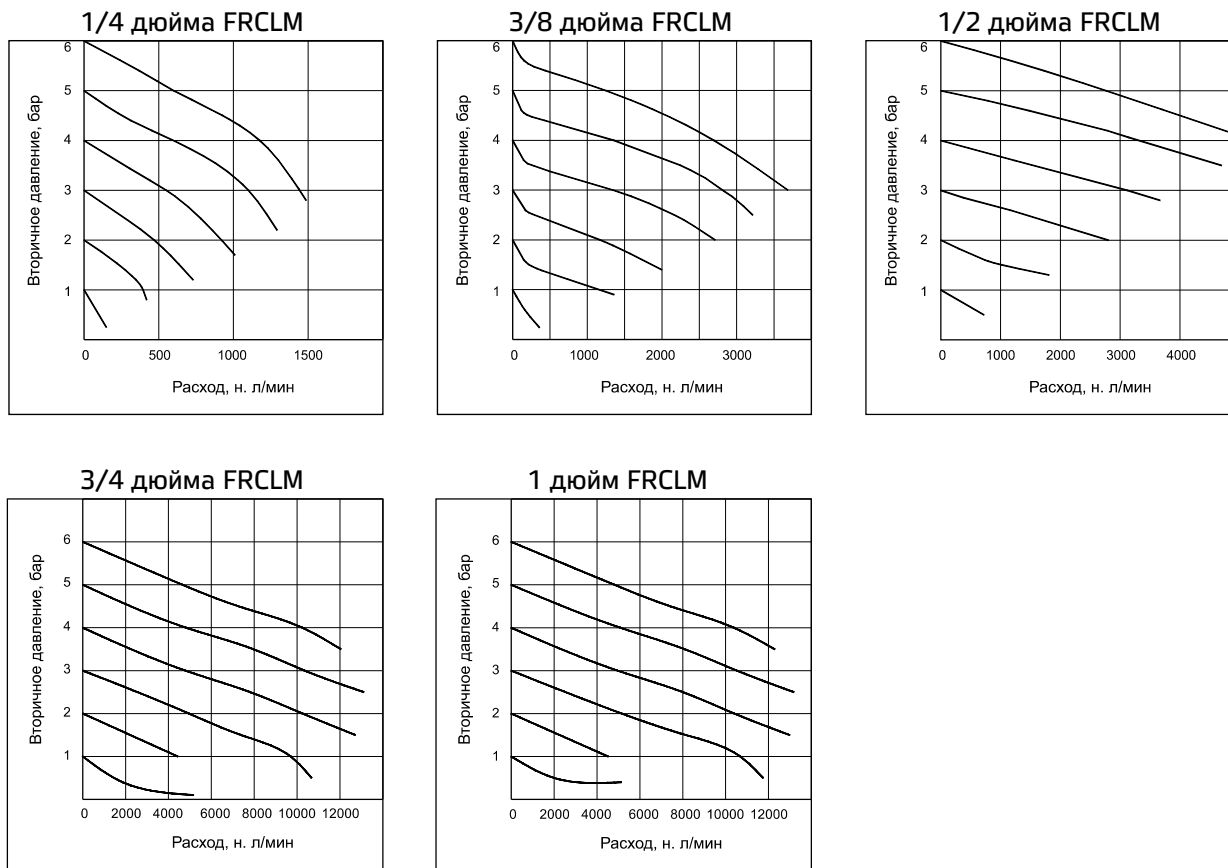 1/4 дюйма FRCLM
6
5
4
3
2
1
Вторичное давление, бар
0 500 1000 1500
Расход, н. л/мин
3/8 дюйма FRCLM
6
5
4
3
2
1
Вторичное давление, бар
0 1000 2000 3000
Расход, н. л/мин
1/2 дюйма FRCLM
6
5
4
3
2
1
Вторичное давление, бар
0 1000 2000 3000 4000
Расход, н. л/мин
3/4 дюйма FRCLM
6
5
4
3
2
1
Вторичное давление, бар
0 2000 4000 6000 8000 10000 12000
Расход, н. л/мин
1 дюйм FRCLM
6
5
4
3
2
1
Вторичное давление, бар
0 2000 4000 6000 8000 10000 12000
Расход, н. л/мин